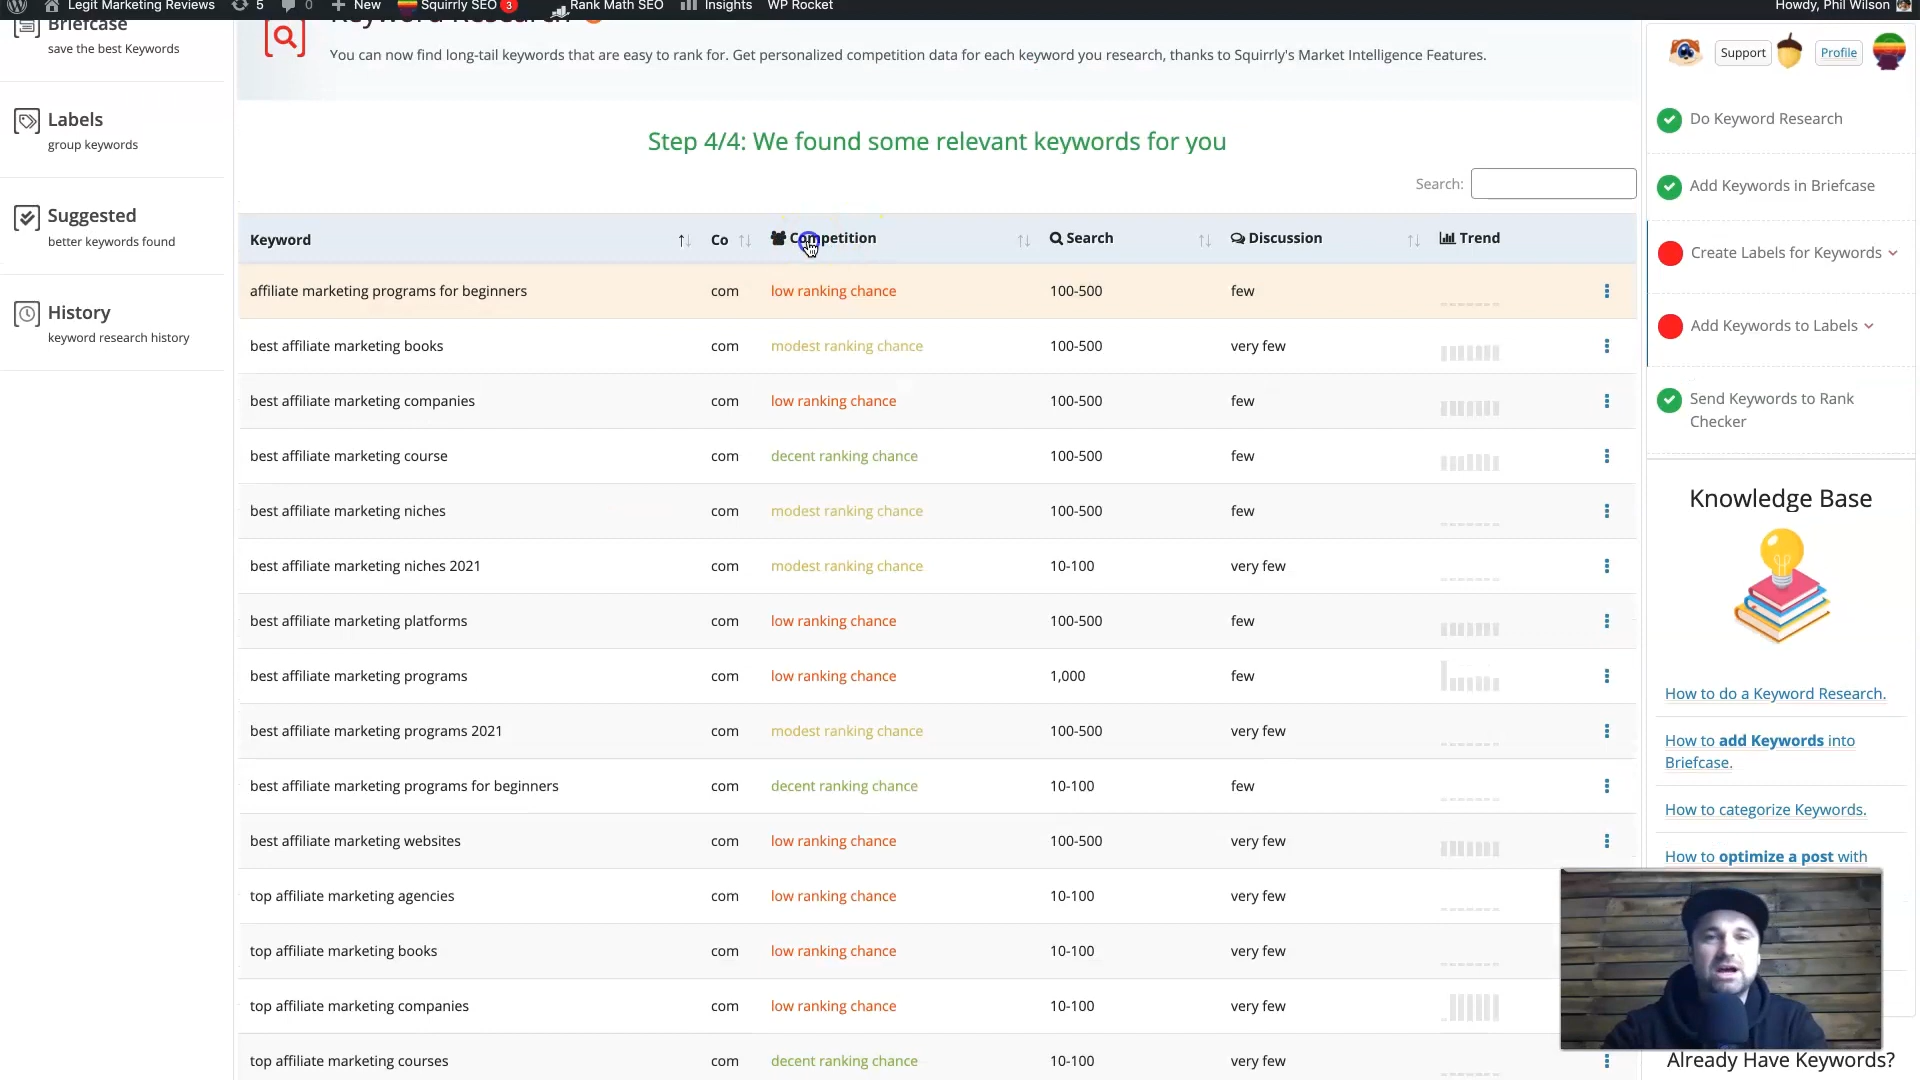 Legit Marketing Reviews 5 0 New Squirrly SEO 3 Rank Math SEO Insights WP Rocket Howdy, Phil Wilson
Briefcase
save the best Keywords
Labels
group keywords
Suggested
better keywords found
History
keyword research history
Keyword Research
You can now find long-tail keywords that are easy to rank for. Get personalized competition data for each keyword you research, thanks to Squirrly's Market Intelligence Features.
Step 4/4: We found some relevant keywords for you
Search:
Keyword Co Competition Search Discussion Trend
affiliate marketing programs for beginners com low ranking chance 100-500 few
best affiliate marketing books com modest ranking chance 100-500 very few
best affiliate marketing companies com low ranking chance 100-500 few
best affiliate marketing course com decent ranking chance 100-500 few
best affiliate marketing niches com modest ranking chance 100-500 few
best affiliate marketing niches 2021 com modest ranking chance 10-100 very few
best affiliate marketing platforms com low ranking chance 100-500 few
best affiliate marketing programs com low ranking chance 1,000 few
best affiliate marketing programs 2021 com modest ranking chance 100-500 very few
best affiliate marketing programs for beginners com decent ranking chance 10-100 few
best affiliate marketing websites com low ranking chance 100-500 very few
top affiliate marketing agencies com low ranking chance 10-100 very few
top affiliate marketing books com low ranking chance 10-100 very few
top affiliate marketing companies com low ranking chance 10-100 very few
top affiliate marketing courses com decent ranking chance 10-100 very few
Support Profile
Do Keyword Research
Add Keywords in Briefcase
Create Labels for Keywords
Add Keywords to Labels
Send Keywords to Rank
Checker
Knowledge Base
How to do a Keyword Research.
How to add Keywords into
Briefcase.
How to categorize Keywords.
How to optimize a post with
Already Have Keywords?